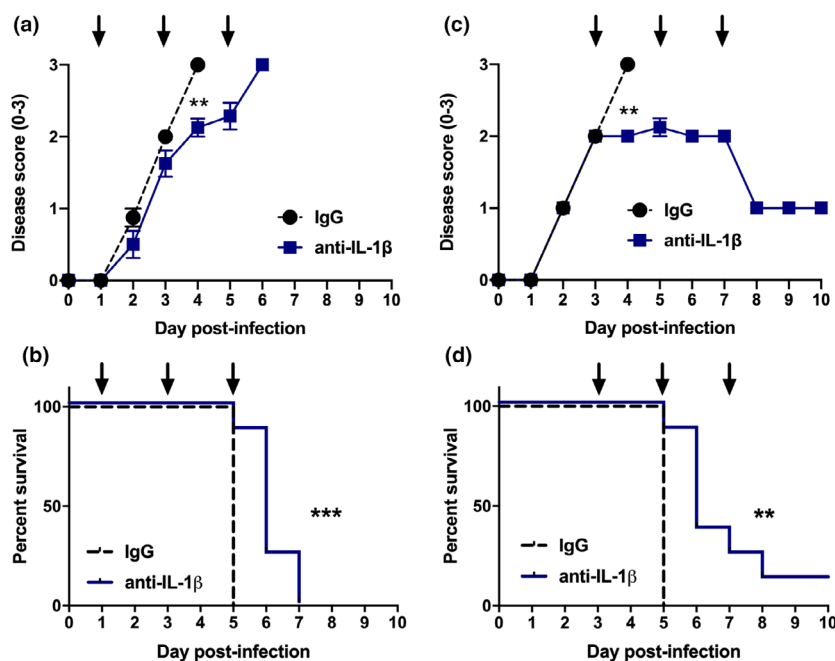 (a)
Disease score (0-3)
3
2
1
0
**
IgG
anti-IL-1β
0 1 2 3 4 5 6 7 8 9 10
Day post-infection
(c)
Disease score (0-3)
3
2
1
0
**
IgG
anti-IL-1β
0 1 2 3 4 5 6 7 8 9 10
Day post-infection
(b)
Percent survival
100
50
0
***
IgG
anti-IL-1β
0 1 2 3 4 5 6 7 8 9 10
Day post-infection
(d)
Percent survival
100
50
0
**
IgG
anti-IL-1β
0 1 2 3 4 5 6 7 8 9 10
Day post-infection